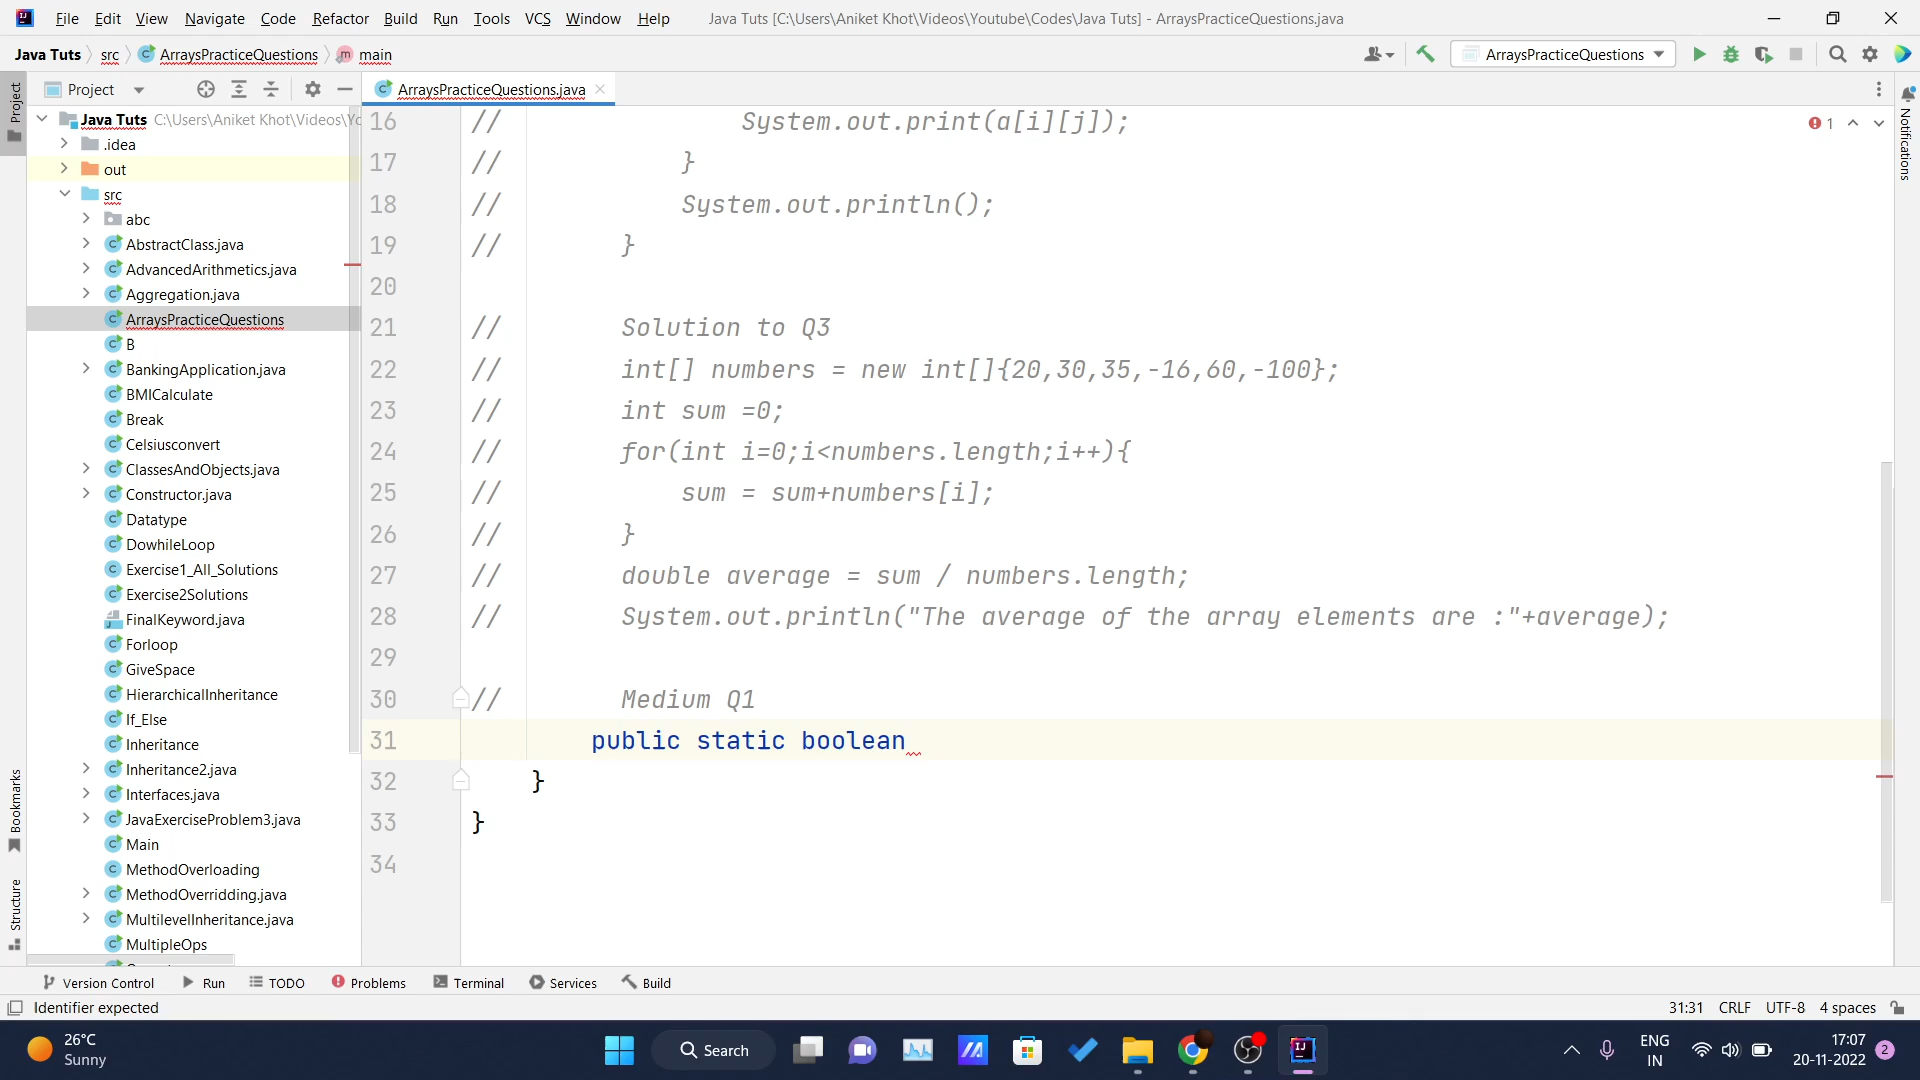 File Edit View Navigate Code Refactor Build Run Tools VCS Window Help Java Tuts [C:\Users\Aniket Khot\Videos\Youtube\Codes\Java Tuts] - ArraysPracticeQuestions.java
Java Tuts src ArraysPracticeQuestions main ArraysPracticeQuestions
Project
Project
ArraysPracticeQuestions.java
Notifications
Java Tuts C:\Users\Aniket Khot\Videos\Yo
.idea
out
src
abc
AbstractClass.java
AdvancedArithmetics.java
Aggregation.java
ArraysPracticeQuestions
B
BankingApplication.java
BMICalculate
Break
Celsiusconvert
ClassesAndObjects.java
Constructor.java
Datatype
DowhileLoop
Exercise1_All_Solutions
Exercise2Solutions
FinalKeyword.java
Forloop
GiveSpace
HierarchicalInheritance
If_Else
Inheritance
Inheritance2.java
Interfaces.java
JavaExerciseProblem3.java
Main
MethodOverloading
MethodOverridding.java
MultilevelInheritance.java
MultipleOps
Bookmarks
Structure
1
16 // System.out.print(a[i][j]);
17 // }
18 // System.out.println();
19 // }
20
21 // Solution to Q3
22 // int[] numbers = new int[]{20,30,35,-16,60,-100};
23 // int sum =0;
24 // for(int i=0;i<numbers.length;i++){
25 // sum = sum+numbers[i];
26 // }
27 // double average = sum / numbers.length;
28 // System.out.println("The average of the array elements are :"+average);
29
30 // Medium Q1
31 public static boolean
32 }
33 }
34
Version Control Run TODO Problems Terminal Services Build
Identifier expected 31:31 CRLF UTF-8 4 spaces
26°C
Sunny
Search
ENG
IN
17:07
20-11-2022
2